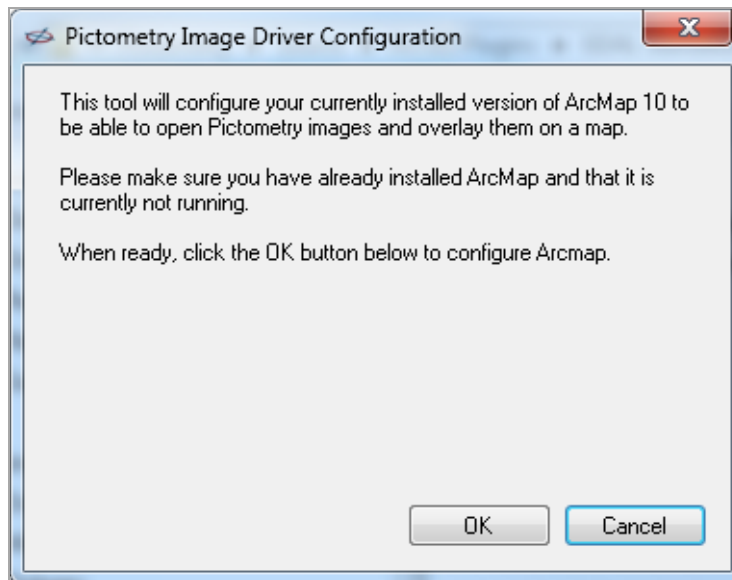 Pictometry Image Driver Configuration
This tool will configure your currently installed version of ArcMap 10 to
be able to open Pictometry images and overlay them on a map.
Please make sure you have already installed ArcMap and that it is
currently not running.
When ready, click the OK button below to configure Arcmap.
OK
Cancel